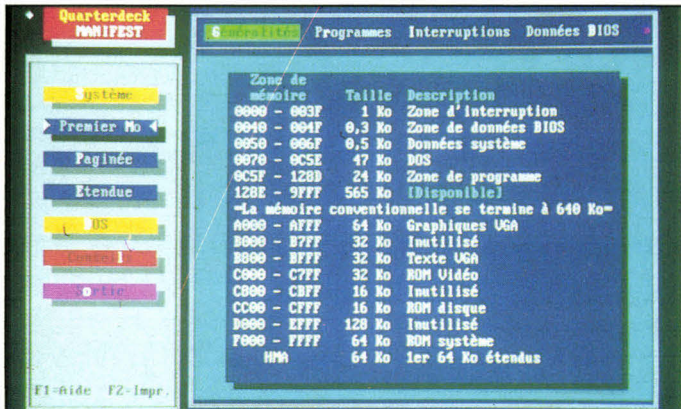 Quarterdeck
MANIFEST
Généralités Programmes Interruptions Données BIOS
Système
Premier Mo
Paginée
Etendue
DOS
Conseils
Sortie
F1=Aide F2=Impr.
Zone de
mémoire Taille Description
0000 - 003F 1 Ko Zone d'interruption
0040 - 004F 0,3 Ko Zone de données BIOS
0050 - 006F 0,5 Ko Données système
0070 - 0C5E 47 Ko DOS
0C5F - 128D 24 Ko Zone de programme
128E - 9FFF 565 Ko [Disponible]
=La mémoire conventionnelle se termine à 640 Ko=
A000 - AFFF 64 Ko Graphiques VGA
B000 - B7FF 32 Ko Inutilisé
B800 - BFFF 32 Ko Texte VGA
C000 - C7FF 32 Ko ROM Vidéo
C800 - CBFF 16 Ko Inutilisé
CC00 - CFFF 16 Ko ROM disque
D000 - EFFF 128 Ko Inutilisé
F000 - FFFF 64 Ko ROM système
HMA 64 Ko 1er 64 Ko étendus